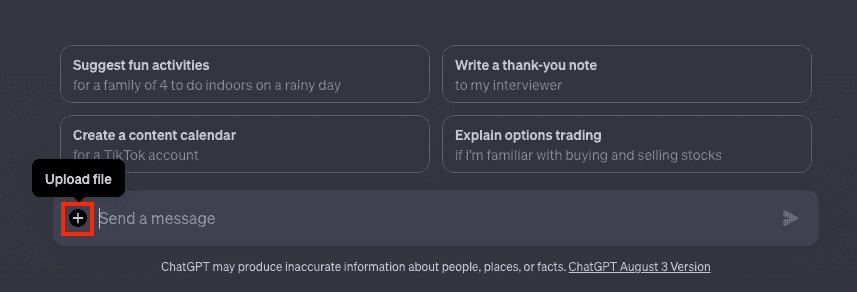 Suggest fun activities
for a family of 4 to do indoors on a rainy day
Write a thank-you note
to my interviewer
Create a content calendar
for a TikTok account
Explain options trading
if I'm familiar with buying and selling stocks
Upload file
Send a message
ChatGPT may produce inaccurate information about people, places, or facts. ChatGPT August 3 Version